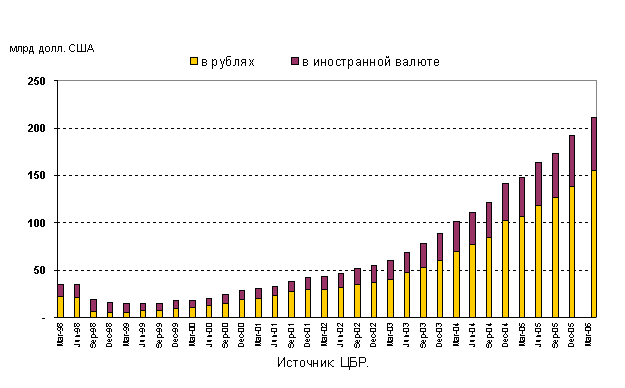 млрд долл. США
в рублях в иностранной валюте
250
200
150
100
50
-
Mar-98 Jun-98 Sep-98 Dec-98 Mar-99 Jun-99 Sep-99 Dec-99 Mar-00 Jun-00 Sep-00 Dec-00 Mar-01 Jun-01 Sep-01 Dec-01 Mar-02 Jun-02 Sep-02 Dec-02 Mar-03 Jun-03 Sep-03 Dec-03 Mar-04 Jun-04 Sep-04 Dec-04 Mar-05 Jun-05 Sep-05 Dec-05 Mar-06
Источник: ЦБР.